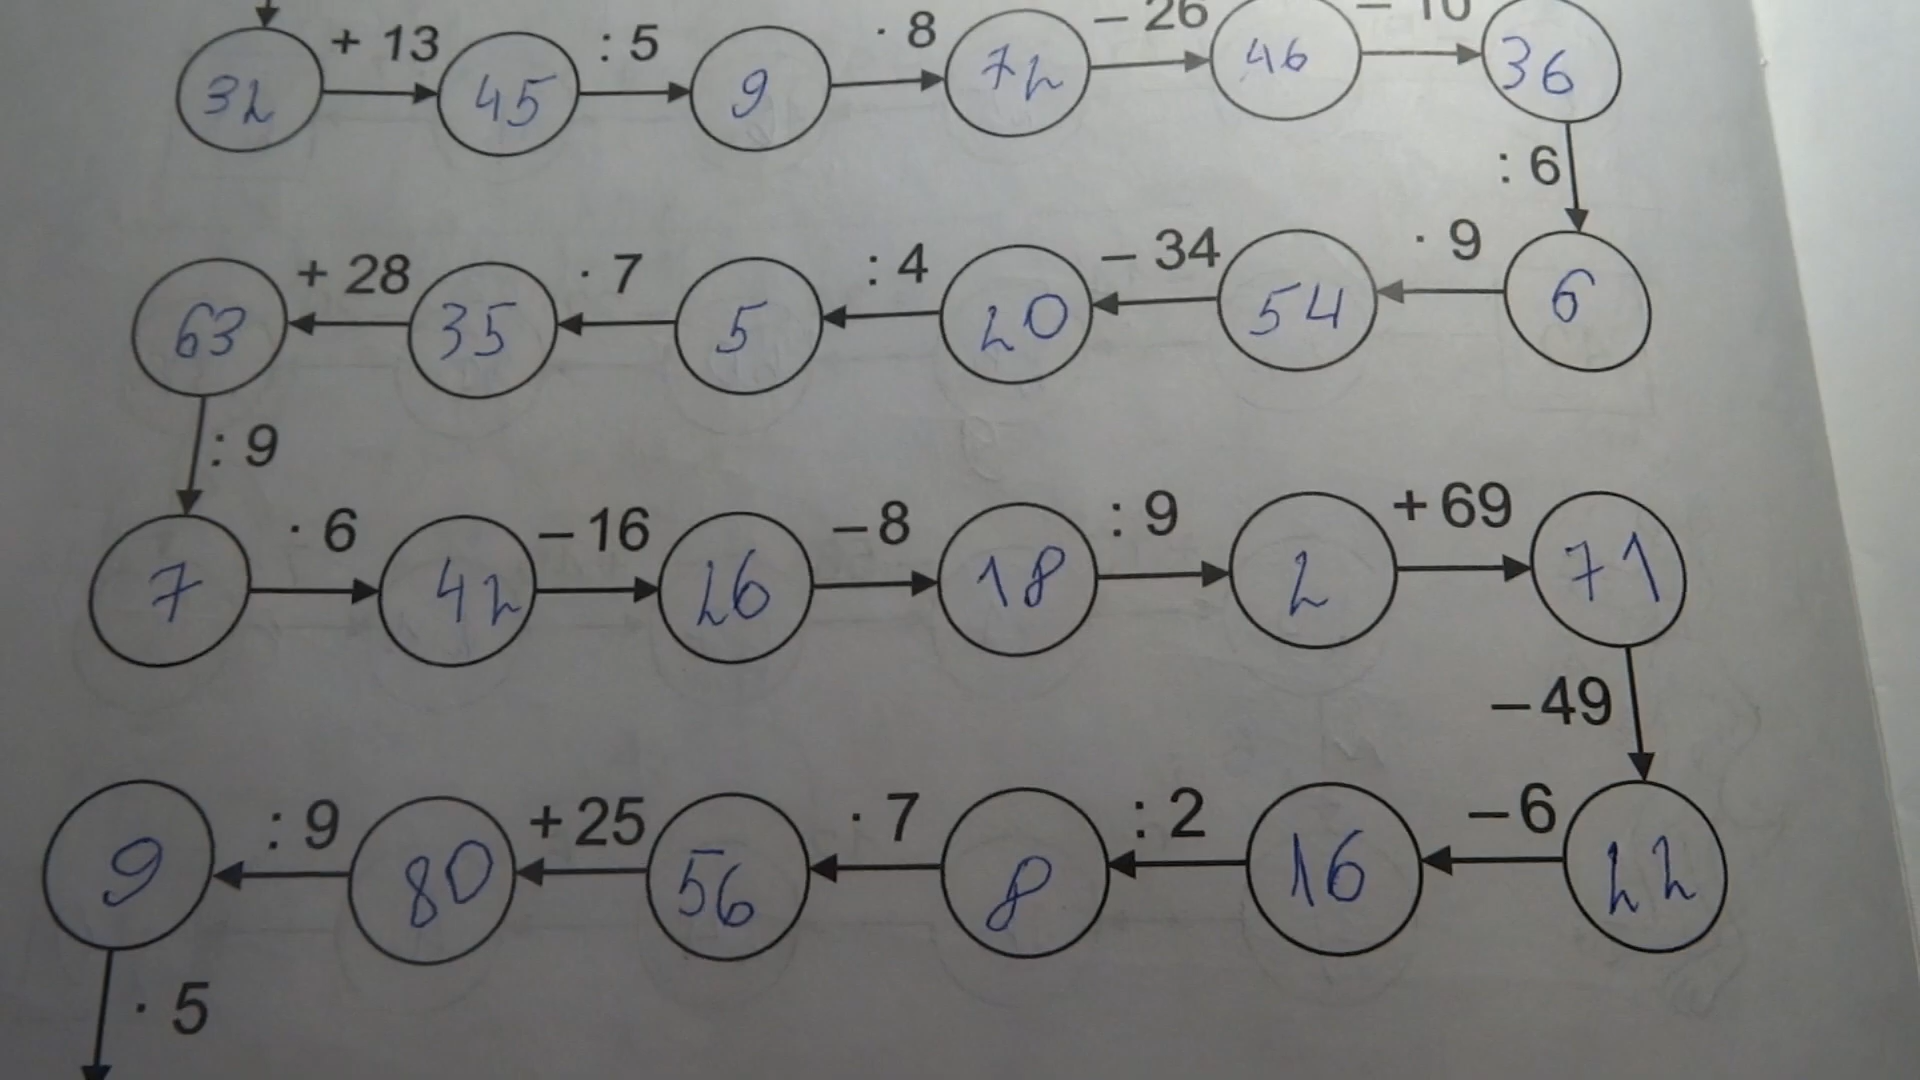 32 + 13 45 : 5 9 · 8 72 – 26 46 – 10 36
: 6
63 + 28 35 · 7 5 : 4 20 – 34 54 · 9 6
: 9
7 · 6 42 – 16 26 – 8 18 : 9 2 + 69 71
– 49
9 : 9 80 + 25 56 · 7 8 : 2 16 – 6 22
· 5